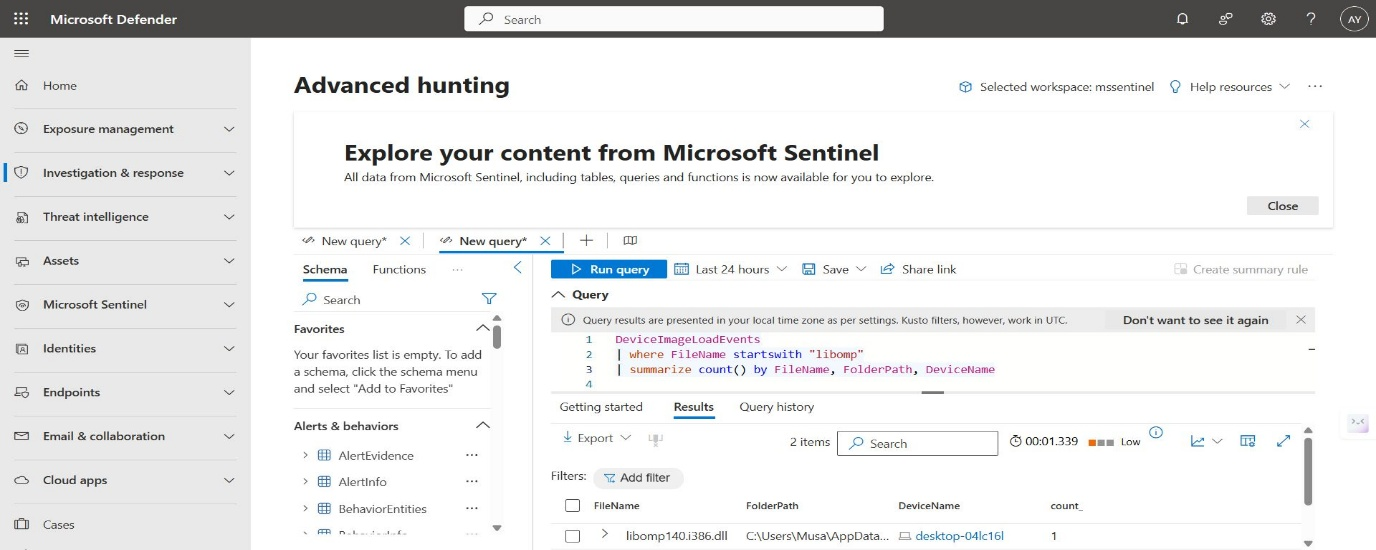 Microsoft Defender
Search
AY
Home
Exposure management
Investigation & response
Threat intelligence
Assets
Microsoft Sentinel
Identities
Endpoints
Email & collaboration
Cloud apps
Cases
Advanced hunting
Selected workspace: mssentinel
Help resources
Explore your content from Microsoft Sentinel
All data from Microsoft Sentinel, including tables, queries and functions is now available for you to explore.
Close
New query*
New query*
Schema
Functions
Search
Favorites
Your favorites list is empty. To add
a schema, click the schema menu
and select "Add to Favorites"
Alerts & behaviors
AlertEvidence
AlertInfo
BehaviorEntities
Run query
Last 24 hours
Save
Share link
Create summary rule
Query
Query results are presented in your local time zone as per settings. Kusto filters, however, work in UTC.
Don't want to see it again
1 DeviceImageLoadEvents
2 | where FileName startswith "libomp"
3 | summarize count() by FileName, FolderPath, DeviceName
4
Getting started
Results
Query history
Export
2 items
Search
00:01.339
Low
Filters:
Add filter
FileName FolderPath DeviceName count_
libomp140.i386.dll C:\Users\Musa\AppData... desktop-04lc16l 1